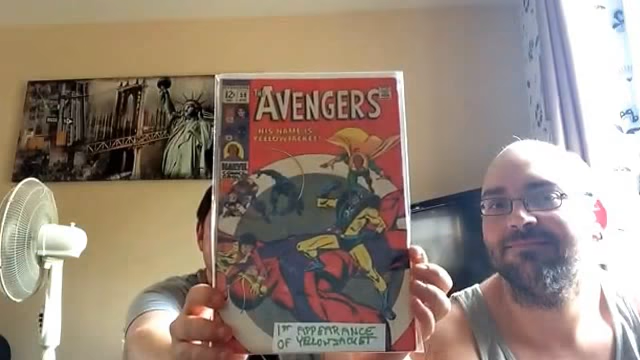 12¢
THE
AVENGERS
HIS NAME IS
YELLOWJACKET!
MARVEL
1ST APPEARANCE
OF YELLOWJACKET